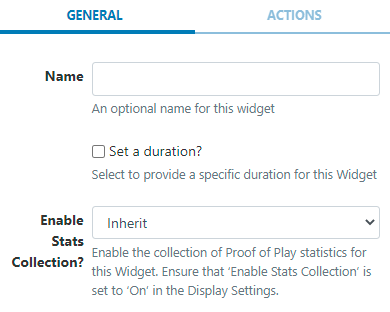 GENERAL ACTIONS
Name
An optional name for this widget
Set a duration?
Select to provide a specific duration for this Widget
Enable Stats Collection?
Inherit
Enable the collection of Proof of Play statistics for
this Widget. Ensure that ‘Enable Stats Collection’ is
set to ‘On’ in the Display Settings.